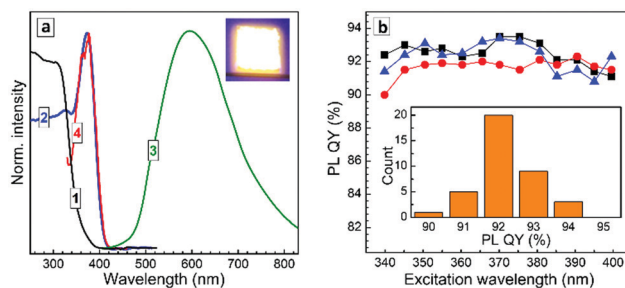 a
Norm. intensity
1
2
3
4
300 400 500 600 700 800
Wavelength (nm)
b
PL QY (%)
94
92
90
88
86
84
82
340 350 360 370 380 390 400
Excitation wavelength (nm)
Count
20
10
0
90 91 92 93 94 95
PL QY (%)